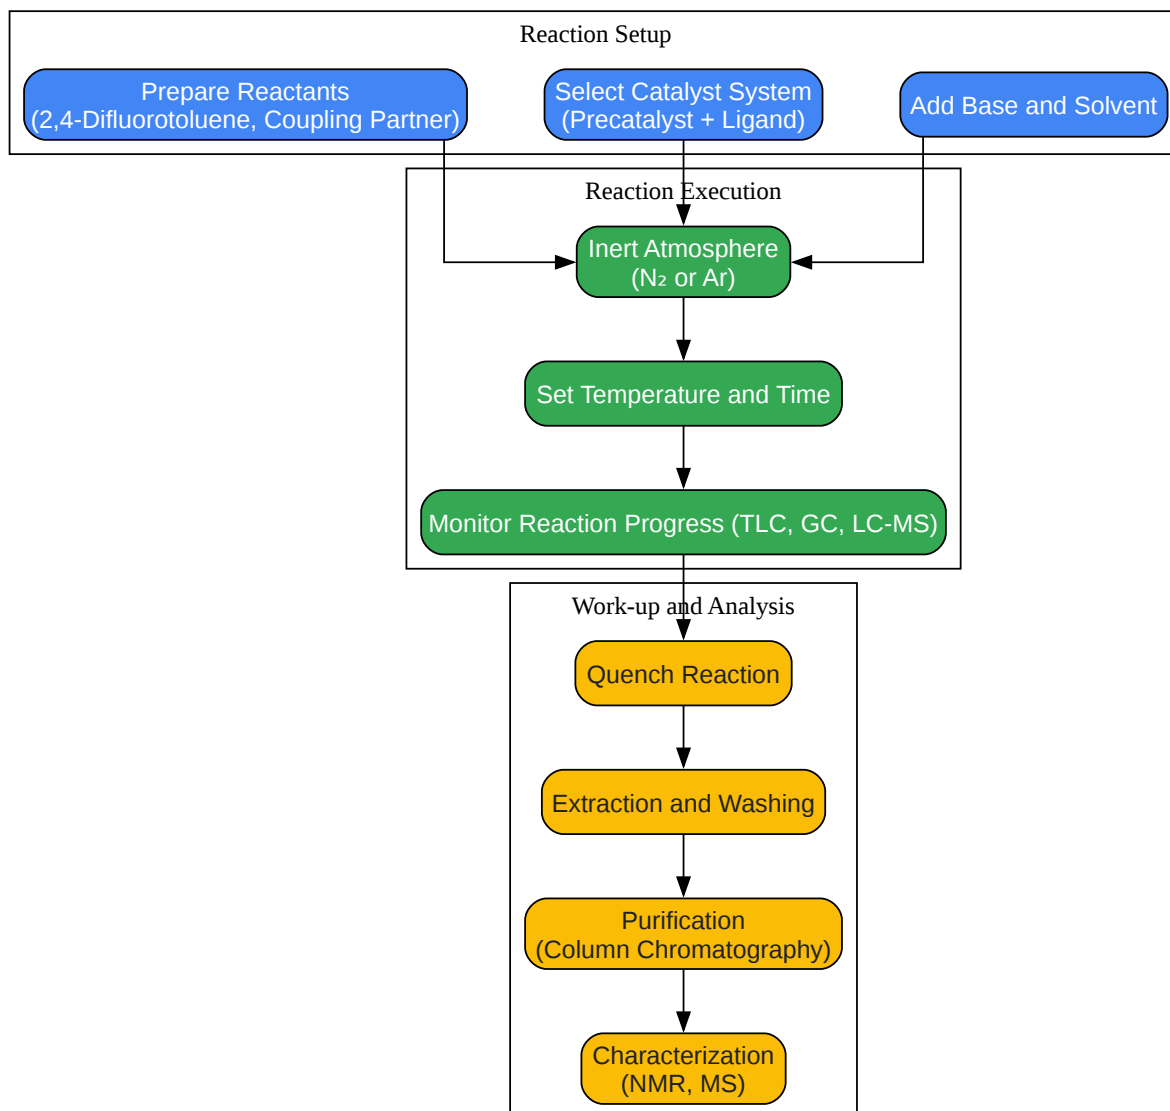 Reaction Setup
Prepare Reactants
(2,4-Difluorotoluene, Coupling Partner)
Select Catalyst System
(Precatalyst + Ligand)
Add Base and Solvent
Reaction Execution
Inert Atmosphere
(N₂ or Ar)
Set Temperature and Time
Monitor Reaction Progress (TLC, GC, LC-MS)
Work-up and Analysis
Quench Reaction
Extraction and Washing
Purification
(Column Chromatography)
Characterization
(NMR, MS)